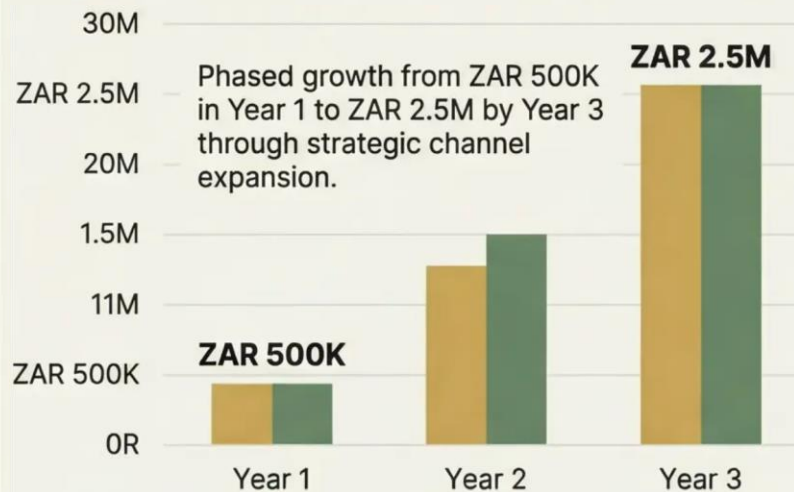 30M
ZAR 2.5M
20M
1.5M
11M
ZAR 500K
0R
Phased growth from ZAR 500K
in Year 1 to ZAR 2.5M by Year 3
through strategic channel
expansion.
ZAR 500K
ZAR 2.5M
Year 1
Year 2
Year 3